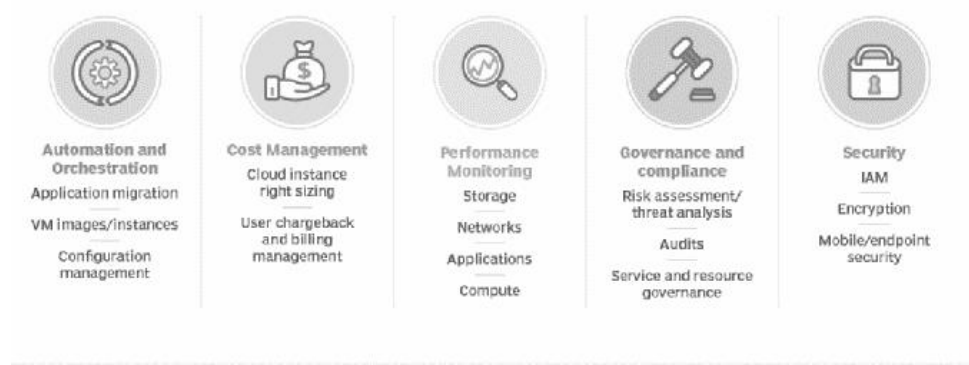 Automation and
Orchestration
Application migration
VM images/instances
Configuration
management
$
Cost Management
Cloud instance
right sizing
User chargeback
and billing
management
Performance
Monitoring
Storage
Networks
Applications
Compute
Governance and
compliance
Risk assessment/
threat analysis
Audits
Service and resource
governance
Security
IAM
Encryption
Mobile/endpoint
security